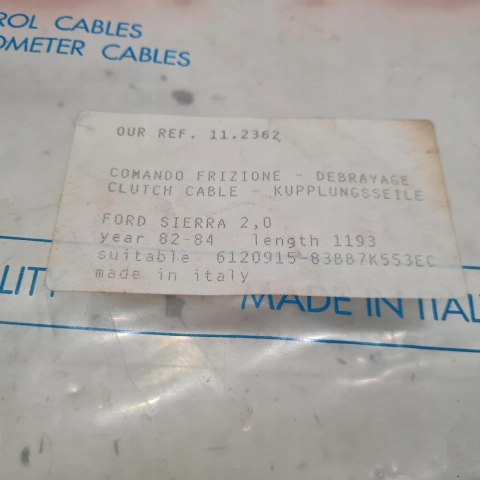 ROL CABLES
OMETER CABLES
OUR REF. 11.2362
COMANDO FRIZIONE - DEBRAYAGE
CLUTCH CABLE - KUPPLUNGSSEILE
FORD SIERRA 2,0
year 82-84 length 1193
suitable 6120915-83BB7K553EC
made in italy
LITY
MADE IN ITAL